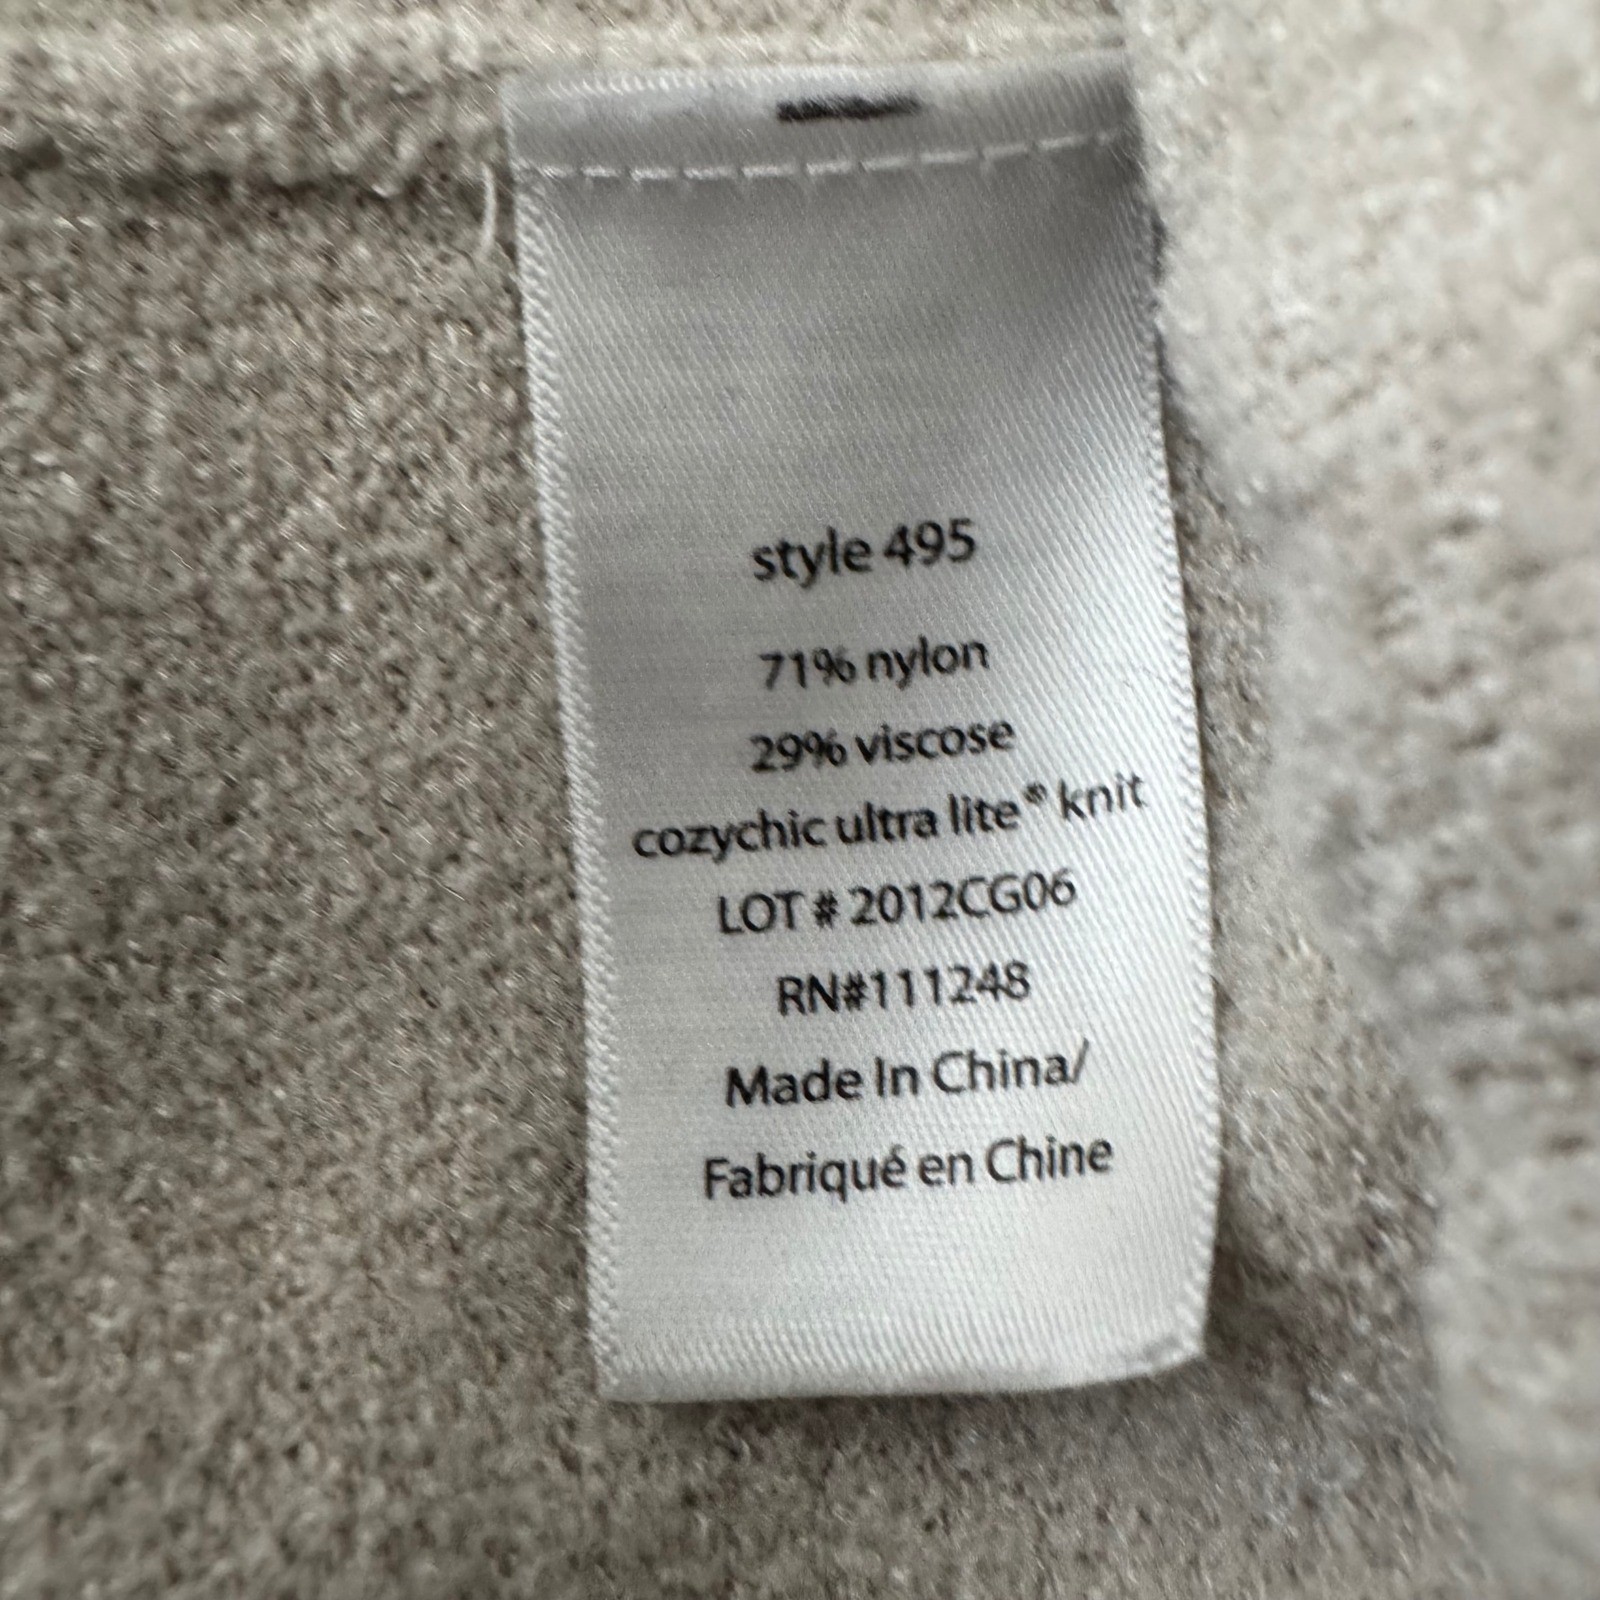 style 495
71% nylon
29% viscose
cozychic ultra lite® knit
LOT # 2012CG06
RN#111248
Made In China/
Fabriqué en Chine